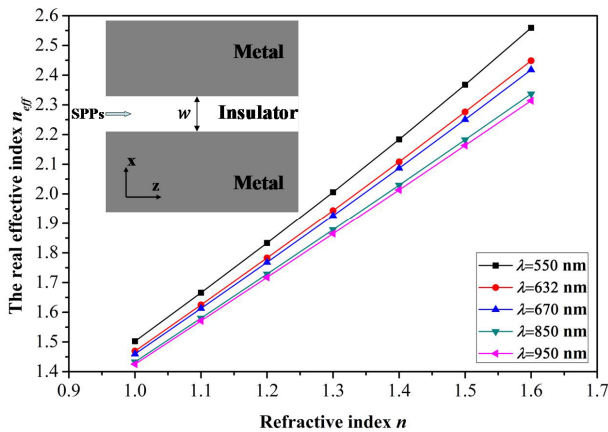 2.6
2.5
2.4
2.3
2.2
2.1
2.0
1.9
1.8
1.7
1.6
1.5
1.4
The real effective index neff
Metal
SPPs
w
Insulator
x
z
Metal
λ=550 nm
λ=632 nm
λ=670 nm
λ=850 nm
λ=950 nm
0.9 1.0 1.1 1.2 1.3 1.4 1.5 1.6 1.7
Refractive index n